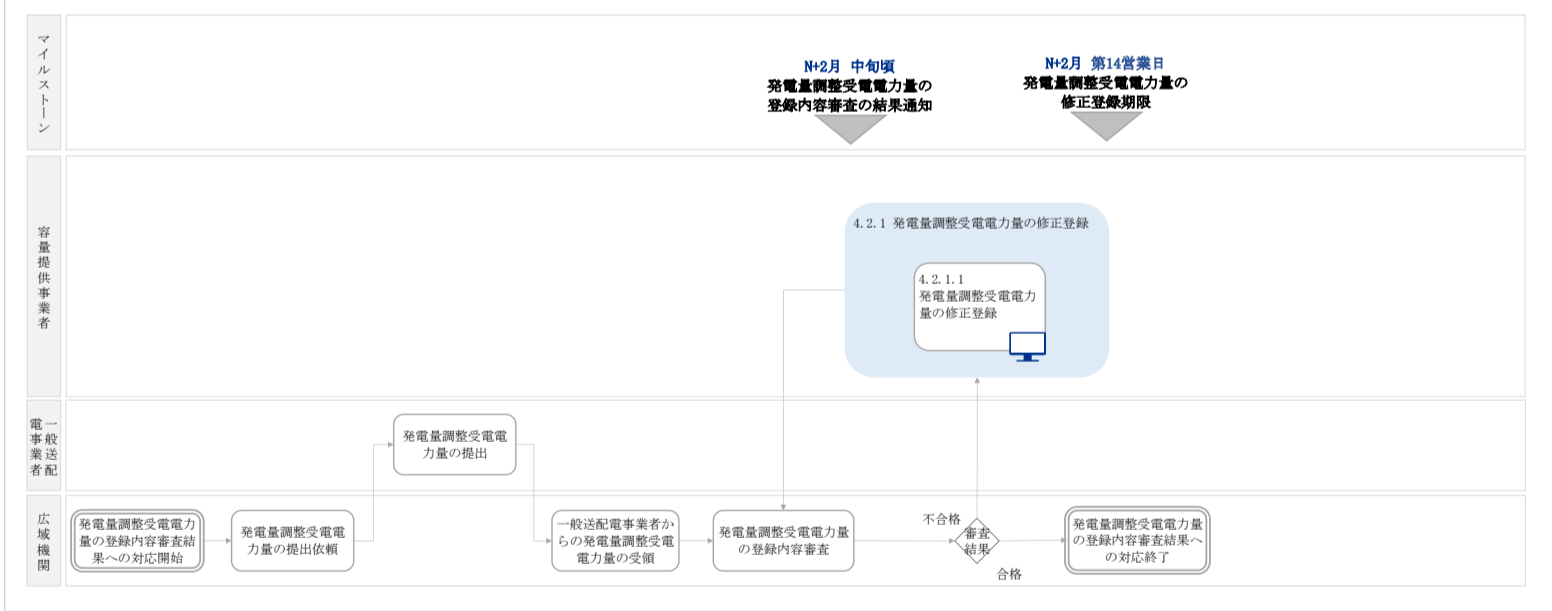 マイルストーン
N+2月 中旬頃
発電量調整受電電力量の
登録内容審査の結果通知
N+2月 第14営業日
発電量調整受電電力量の
修正登録期限
容量提供事業者
4.2.1 発電量調整受電電力量の修正登録
4.2.1.1
発電量調整受電電力
量の修正登録
一般送配
電事業者
発電量調整受電電
力量の提出
広域機関
発電量調整受電電力
量の登録内容審査結
果への対応開始
発電量調整受電電
力量の提出依頼
一般送配電事業者か
らの発電量調整受電
電力量の受領
発電量調整受電電力量
の登録内容審査
不合格
審査
結果
合格
発電量調整受電電力量
の登録内容審査結果へ
の対応終了